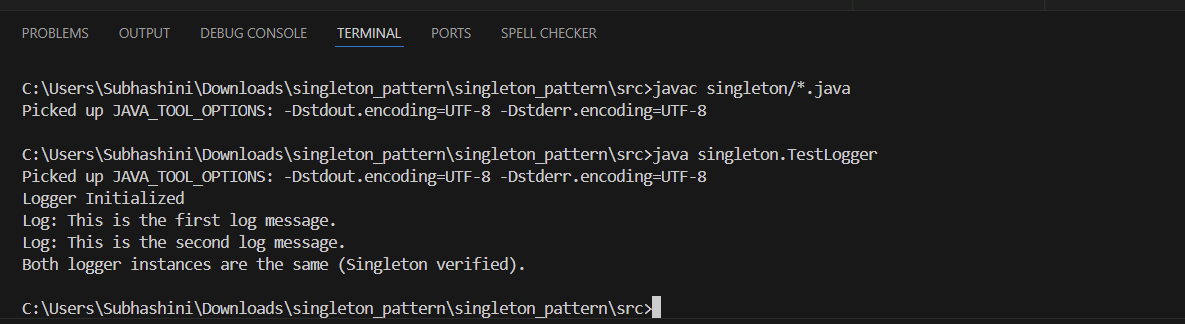 PROBLEMS OUTPUT DEBUG CONSOLE TERMINAL PORTS SPELL CHECKER
C:\Users\Subhashini\Downloads\singleton_pattern\singleton_pattern\src>javac singleton/*.java
Picked up JAVA_TOOL_OPTIONS: -Dstdout.encoding=UTF-8 -Dstderr.encoding=UTF-8
C:\Users\Subhashini\Downloads\singleton_pattern\singleton_pattern\src>java singleton.TestLogger
Picked up JAVA_TOOL_OPTIONS: -Dstdout.encoding=UTF-8 -Dstderr.encoding=UTF-8
Logger Initialized
Log: This is the first log message.
Log: This is the second log message.
Both logger instances are the same (Singleton verified).
C:\Users\Subhashini\Downloads\singleton_pattern\singleton_pattern\src>